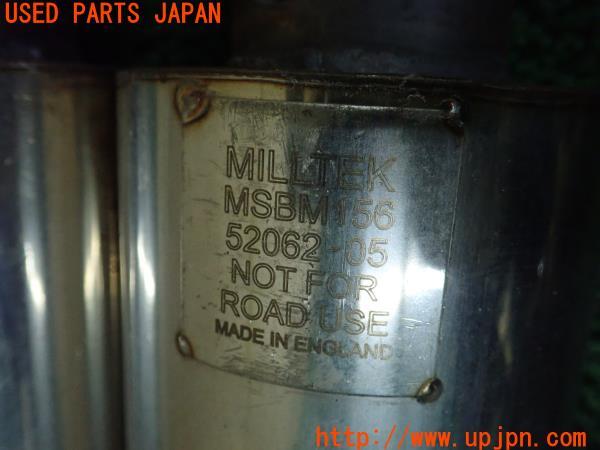 USED PARTS JAPAN
MILLTEK
MSBM156
52062-05
NOT FOR
ROAD USE
MADE IN ENGLAND
http://www.upjpn.com